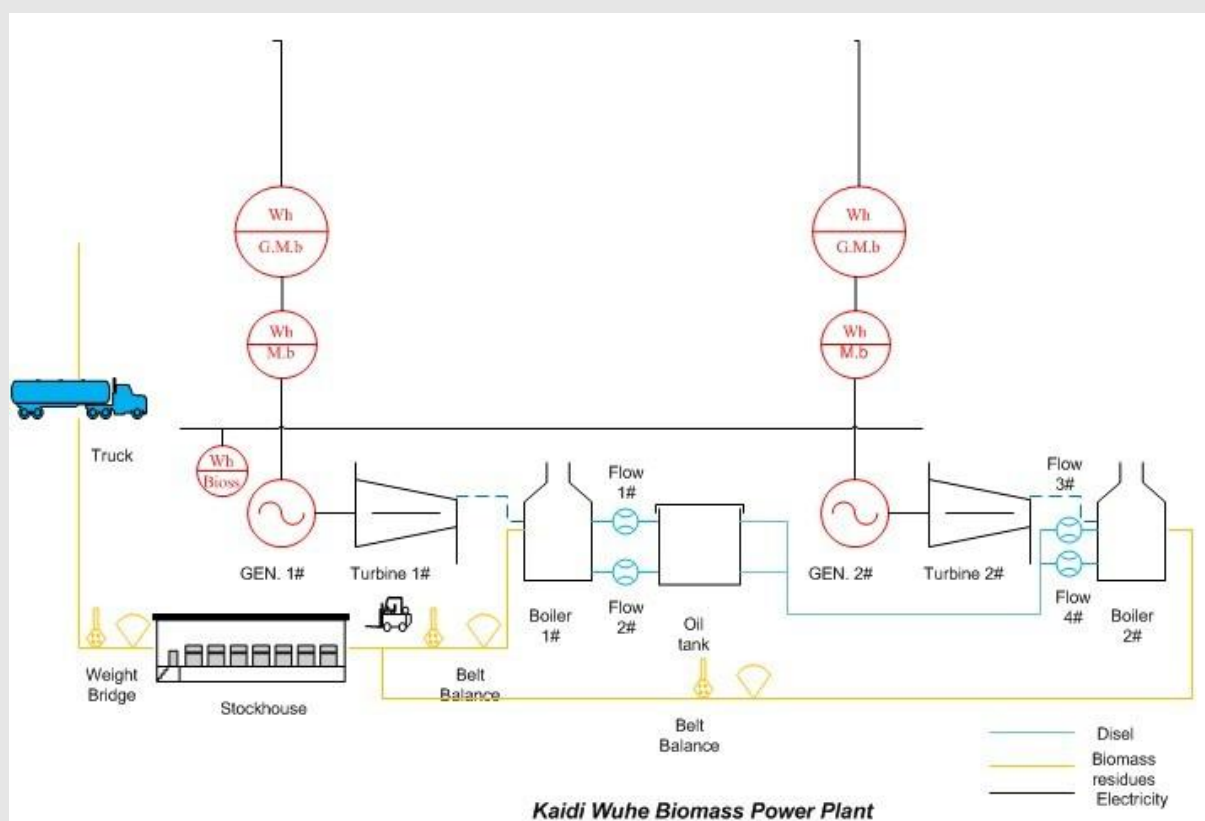 Wh
G.M.b
Wh
G.M.b
Wh
M.b
Wh
M.b
Truck
Wh
Bioss
Flow
1#
Flow
3#
GEN. 1#
Turbine 1#
GEN. 2#
Turbine 2#
Boiler
1#
Flow
2#
Oil
tank
Flow
4#
Boiler
2#
Weight
Bridge
Stockhouse
Belt
Balance
Belt
Balance
Disel
Biomass
residues
Electricity
Kaidi Wuhe Biomass Power Plant